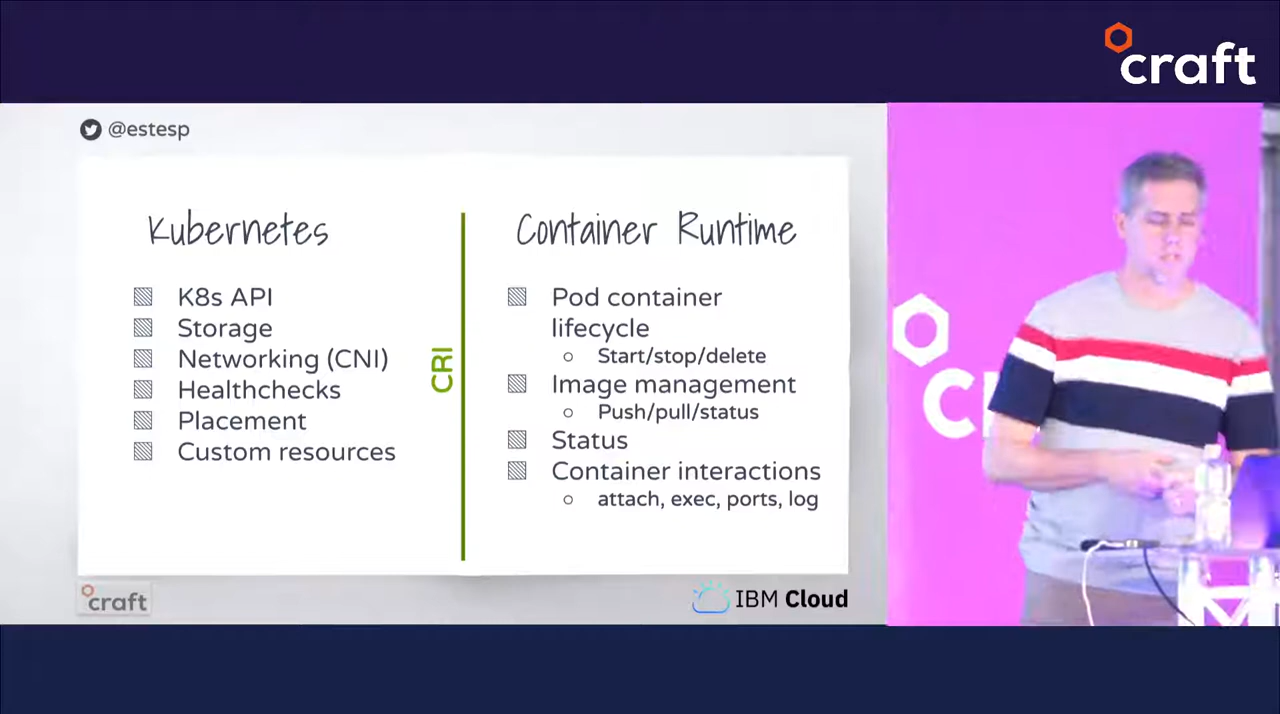 craft
@estesp
Kubernetes
K8s API
Storage
Networking (CNI)
Healthchecks
Placement
Custom resources
CRI
Container Runtime
Pod container
lifecycle
Start/stop/delete
Image management
Push/pull/status
Status
Container interactions
attach, exec, ports, log
craft
IBM Cloud